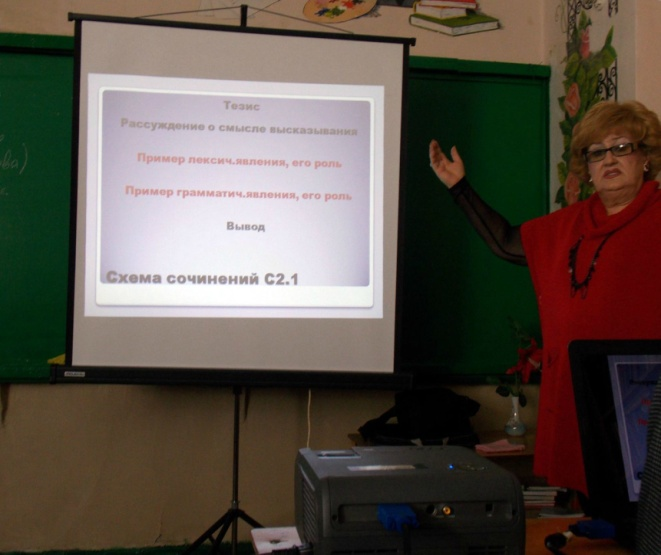 Тезис
Рассуждение о смысле высказывания
Пример лексич.явления, его роль
Пример грамматич.явления, его роль
Вывод
Схема сочинений С2.1